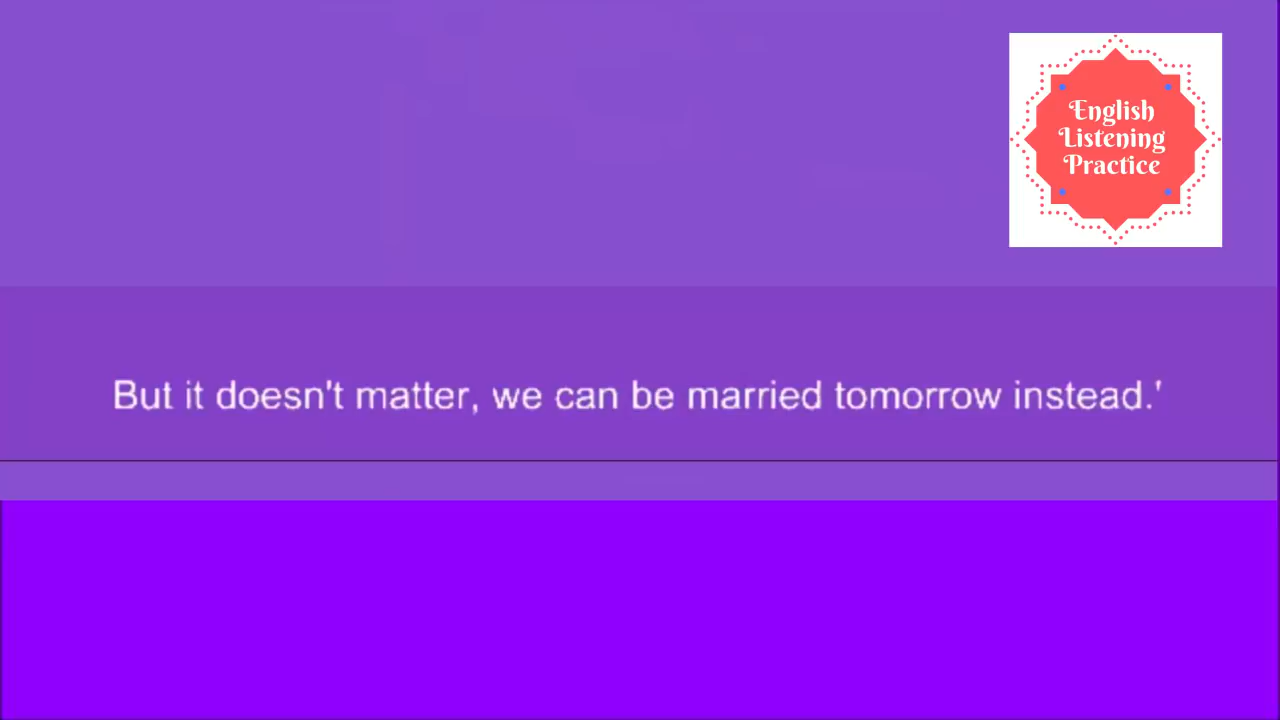 English
Listening
Practice
But it doesn't matter, we can be married tomorrow instead.'